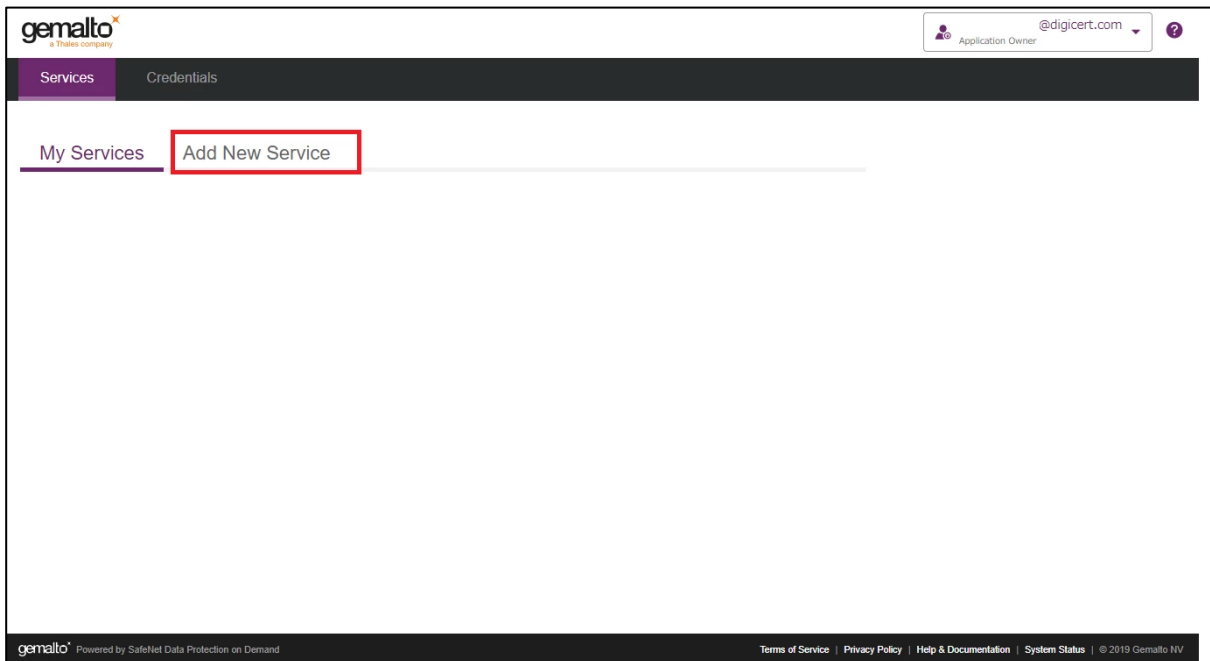 gemalto
a Thales company
@digicert.com
Application Owner
?
Services Credentials
My Services Add New Service
gemalto Powered by SafeNet Data Protection on Demand Terms of Service | Privacy Policy | Help & Documentation | System Status | © 2019 Gemalto NV